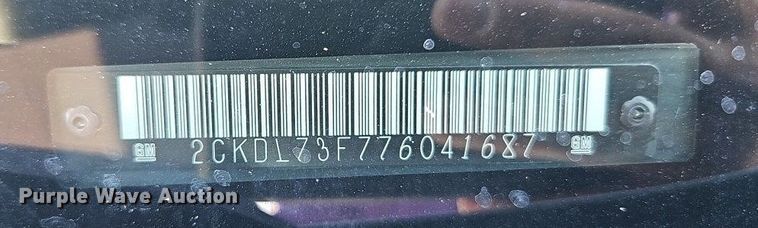 GM 2CKDL73F776041687 GM
Purple Wave Auction